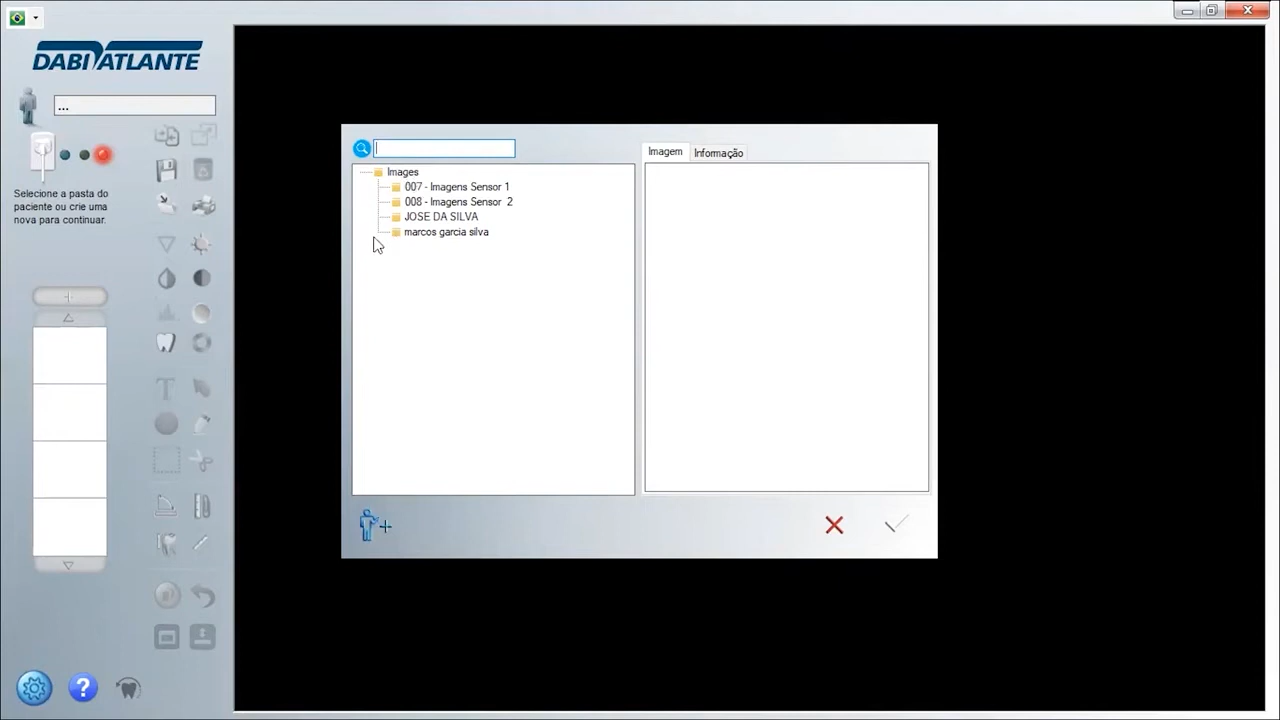 DABI ATLANTE
...
Selecione a pasta do
paciente ou crie uma
nova para continuar.
Images
007 - Imagens Sensor 1
008 - Imagens Sensor  2
JOSE DA SILVA
marcos garcia silva
Imagem
Informação
T
?